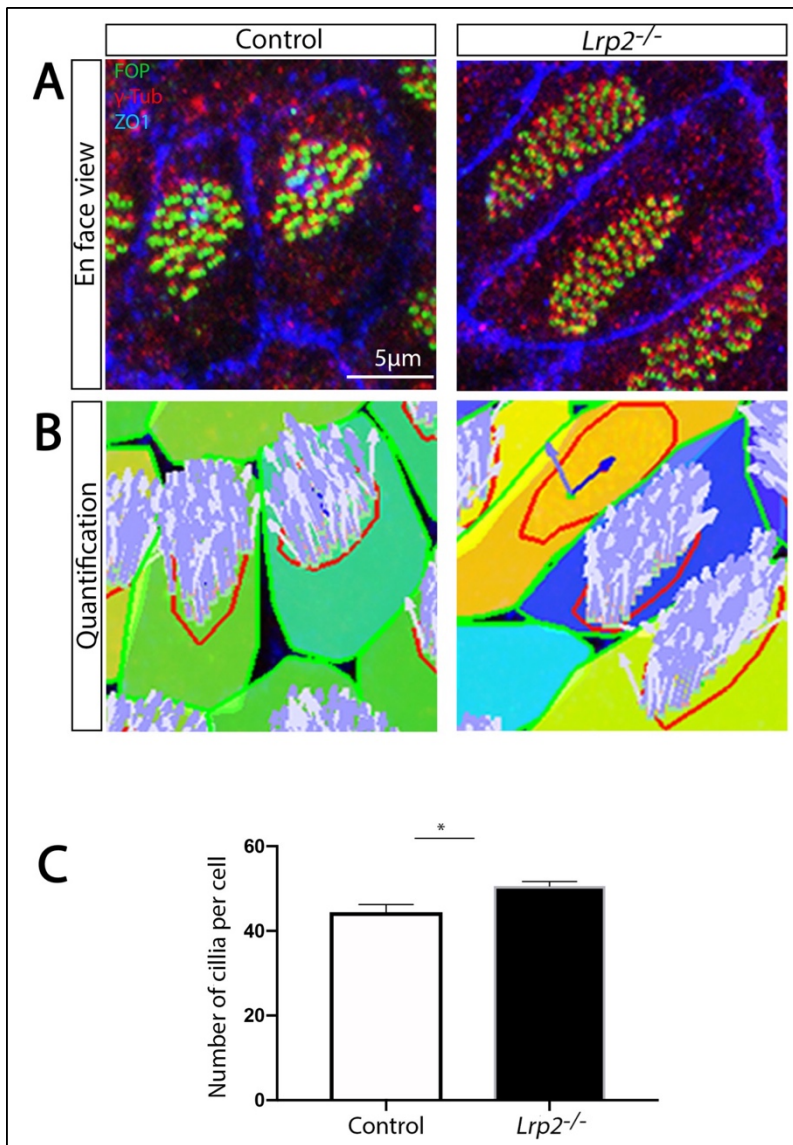 Control
Lrp2-/-
A
En face view
FOP
γ-Tub
ZO1
5μm
B
Quantification
C
*
Number of cillia per cell
60
40
20
0
Control
Lrp2-/-